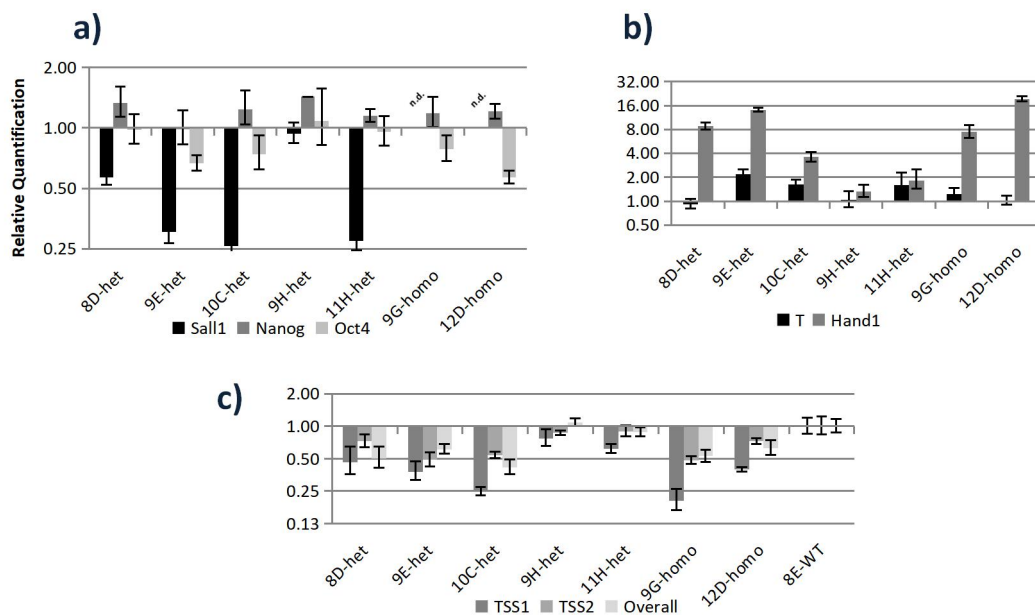 a)
Relative Quantification
2.00
1.00
0.50
0.25
n.d.
n.d.
8D-het
9E-het
10C-het
9H-het
11H-het
9G-homo
12D-homo
Sall1 Nanog Oct4
b)
32.00
16.00
8.00
4.00
2.00
1.00
0.50
8D-het
9E-het
10C-het
9H-het
11H-het
9G-homo
12D-homo
T Hand1
c)
2.00
1.00
0.50
0.25
0.13
8D-het
9E-het
10C-het
9H-het
11H-het
9G-homo
12D-homo
8E-WT
TSS1 TSS2 Overall